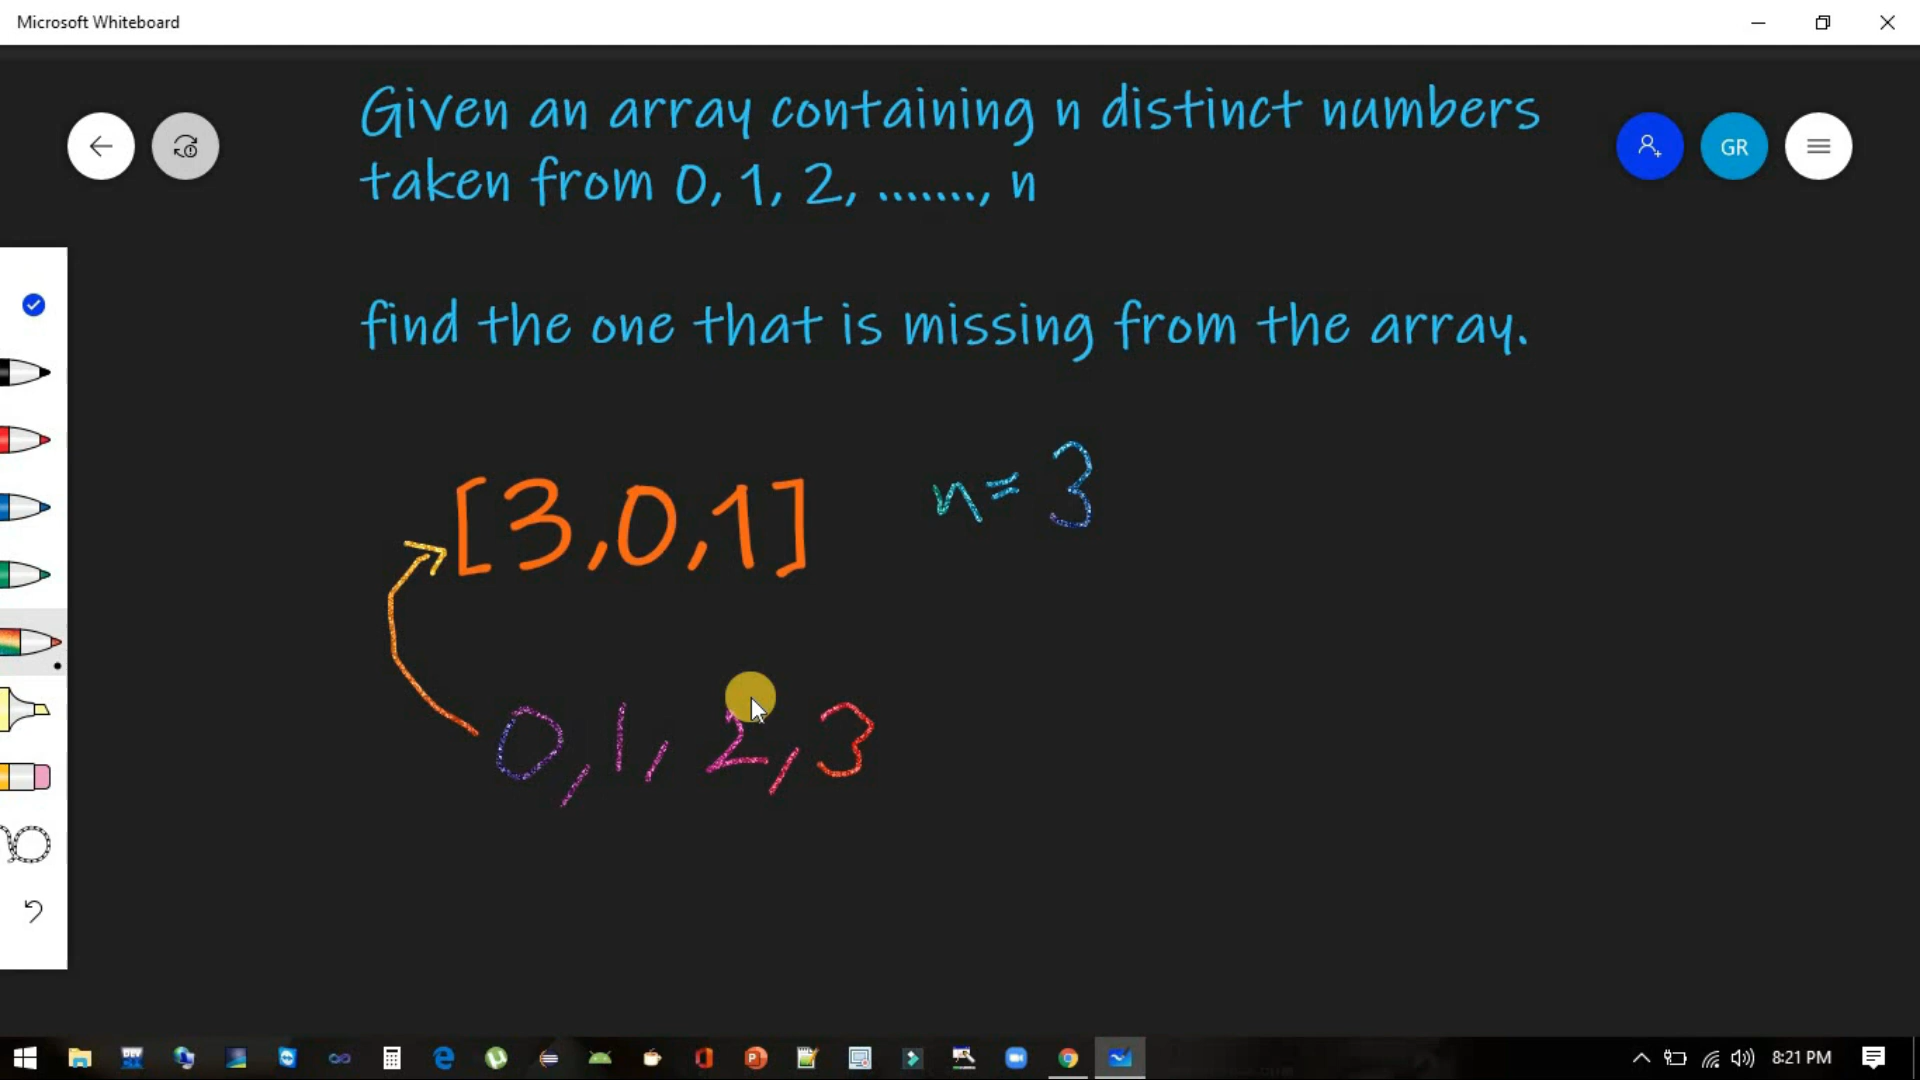 Microsoft Whiteboard
Given an array containing n distinct numbers
taken from 0, 1, 2, ......., n
GR
find the one that is missing from the array.
[3,0,1]
n= 3
0, 1, 2, 3
DEV
8:21 PM